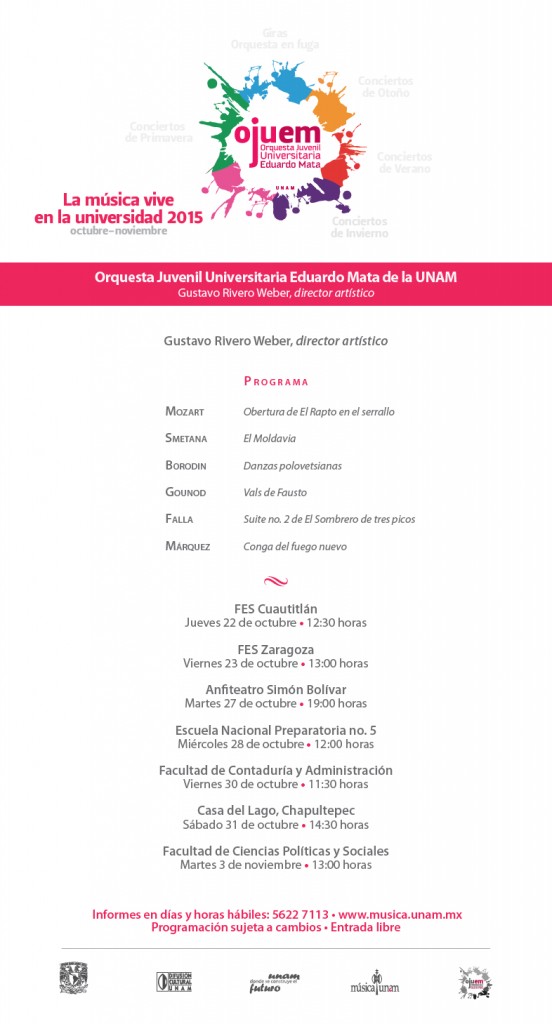 Giras
Orquesta en fuga
Conciertos
de Otoño
Conciertos
de Primavera
ojuem
Orquesta Juvenil
Universitaria
Eduardo Mata
UNAM
Conciertos
de Verano
La música vive
en la universidad 2015
octubre–noviembre
Conciertos
de Invierno
Orquesta Juvenil Universitaria Eduardo Mata de la UNAM
Gustavo Rivero Weber, director artístico
Gustavo Rivero Weber, director artístico
PROGRAMA
MOZART Obertura de El Rapto en el serrallo
SMETANA El Moldavia
BORODIN Danzas polovetsianas
GOUNOD Vals de Fausto
FALLA Suite no. 2 de El Sombrero de tres picos
MÁRQUEZ Conga del fuego nuevo
FES Cuautitlán
Jueves 22 de octubre • 12:30 horas
FES Zaragoza
Viernes 23 de octubre • 13:00 horas
Anfiteatro Simón Bolívar
Martes 27 de octubre • 19:00 horas
Escuela Nacional Preparatoria no. 5
Miércoles 28 de octubre • 12:00 horas
Facultad de Contaduría y Administración
Viernes 30 de octubre • 11:30 horas
Casa del Lago, Chapultepec
Sábado 31 de octubre • 14:30 horas
Facultad de Ciencias Políticas y Sociales
Martes 3 de noviembre • 13:00 horas
Informes en días y horas hábiles: 5622 7113 • www.musica.unam.mx
Programación sujeta a cambios • Entrada libre
DIFUSIÓN
CULTURAL
UNAM
unam
donde se construye el
futuro
música unam
ojuem